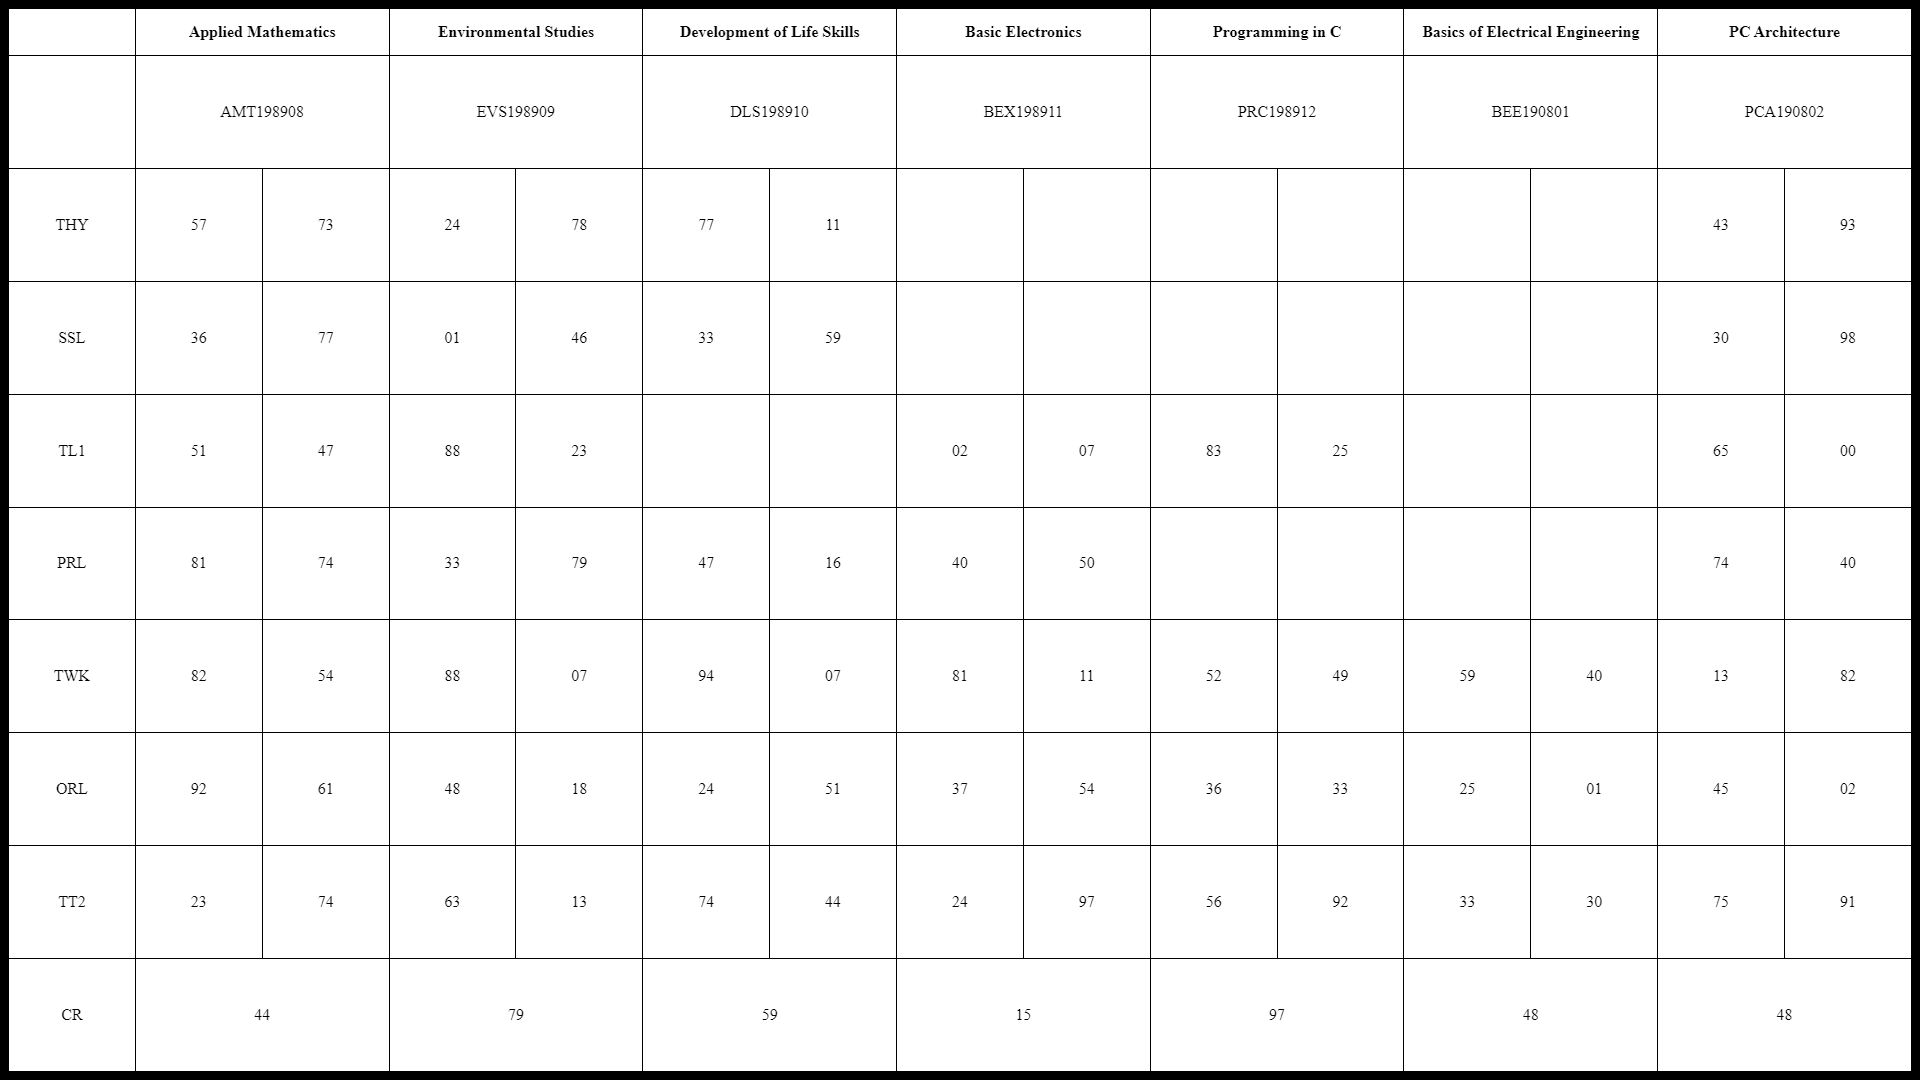 Applied Mathematics Environmental Studies Development of Life Skills Basic Electronics Programming in C Basics of Electrical Engineering PC Architecture
AMT198908 EVS198909 DLS198910 BEX198911 PRC198912 BEE190801 PCA190802
THY 57 73 24 78 77 11 43 93
SSL 36 77 01 46 33 59 30 98
TL1 51 47 88 23 02 07 83 25 65 00
PRL 81 74 33 79 47 16 40 50 74 40
TWK 82 54 88 07 94 07 81 11 52 49 59 40 13 82
ORL 92 61 48 18 24 51 37 54 36 33 25 01 45 02
TT2 23 74 63 13 74 44 24 97 56 92 33 30 75 91
CR 44 79 59 15 97 48 48